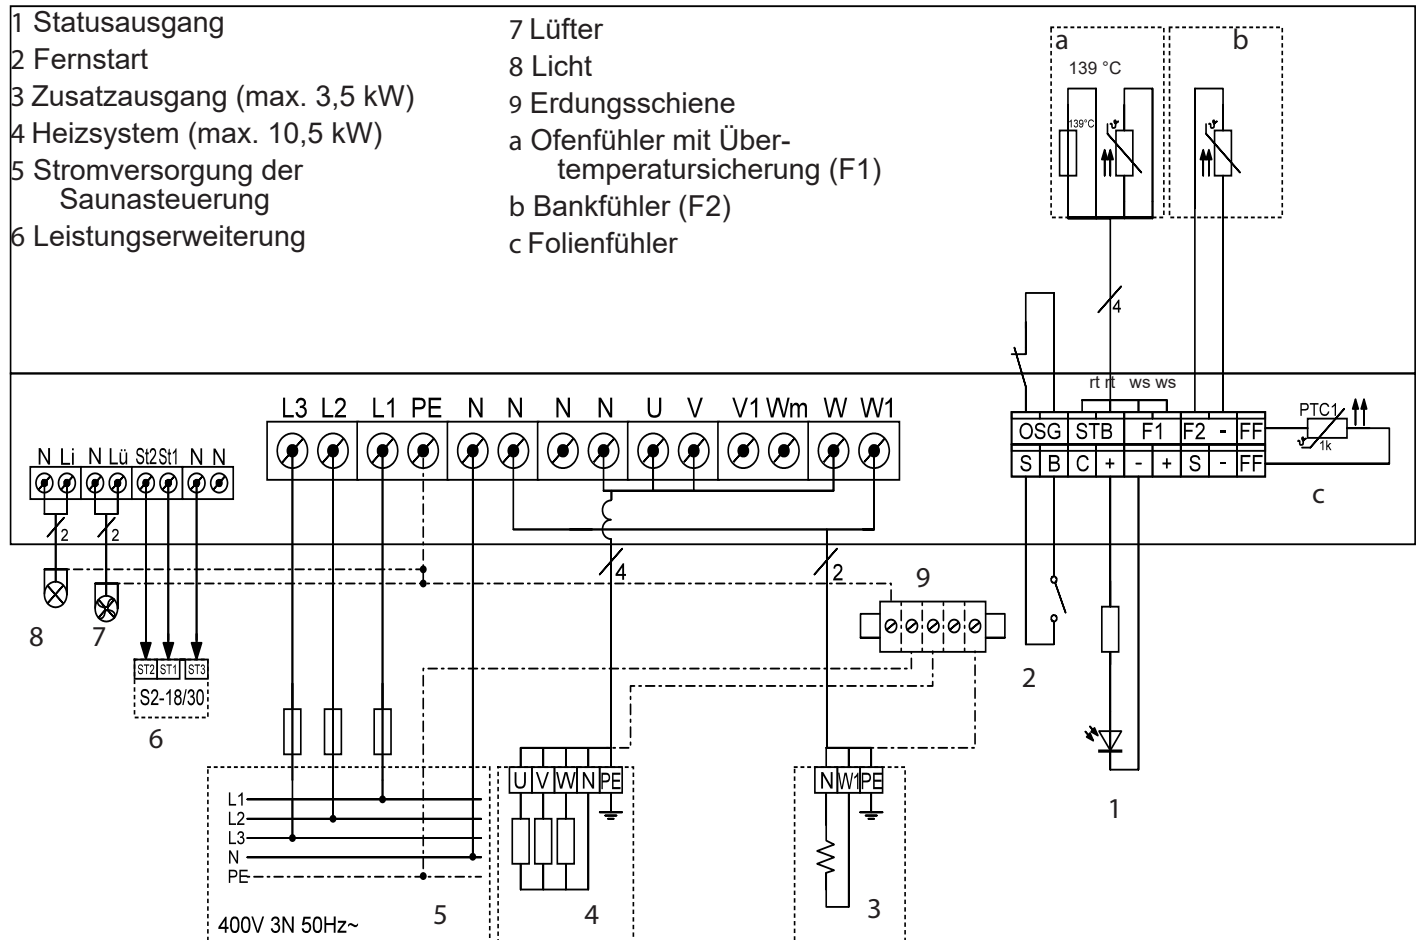 1 Statusausgang
2 Fernstart
3 Zusatzausgang (max. 3,5 kW)
4 Heizsystem (max. 10,5 kW)
5 Stromversorgung der
Saunasteuerung
6 Leistungserweiterung
7 Lüfter
8 Licht
9 Erdungsschiene
a Ofenfühler mit Über-
temperatursicherung (F1)
b Bankfühler (F2)
c Folienfühler
a
b
139 °C
139°C
ϑ
ϑ
4
rt rt ws ws
L3 L2 L1 PE N N N N U V V1 Wm W W1
N Li N Lü St2 St1 N N
OSG STB F1 F2 - FF
S B C + - + S - FF
PTC1
ϑ
1k
c
2
2
4
2
9
8
7
2
ST2 ST1 ST3
S2-18/30
6
U V W N PE
N W1 PE
1
L1
L2
L3
N
PE
5
4
3
400V 3N 50Hz~